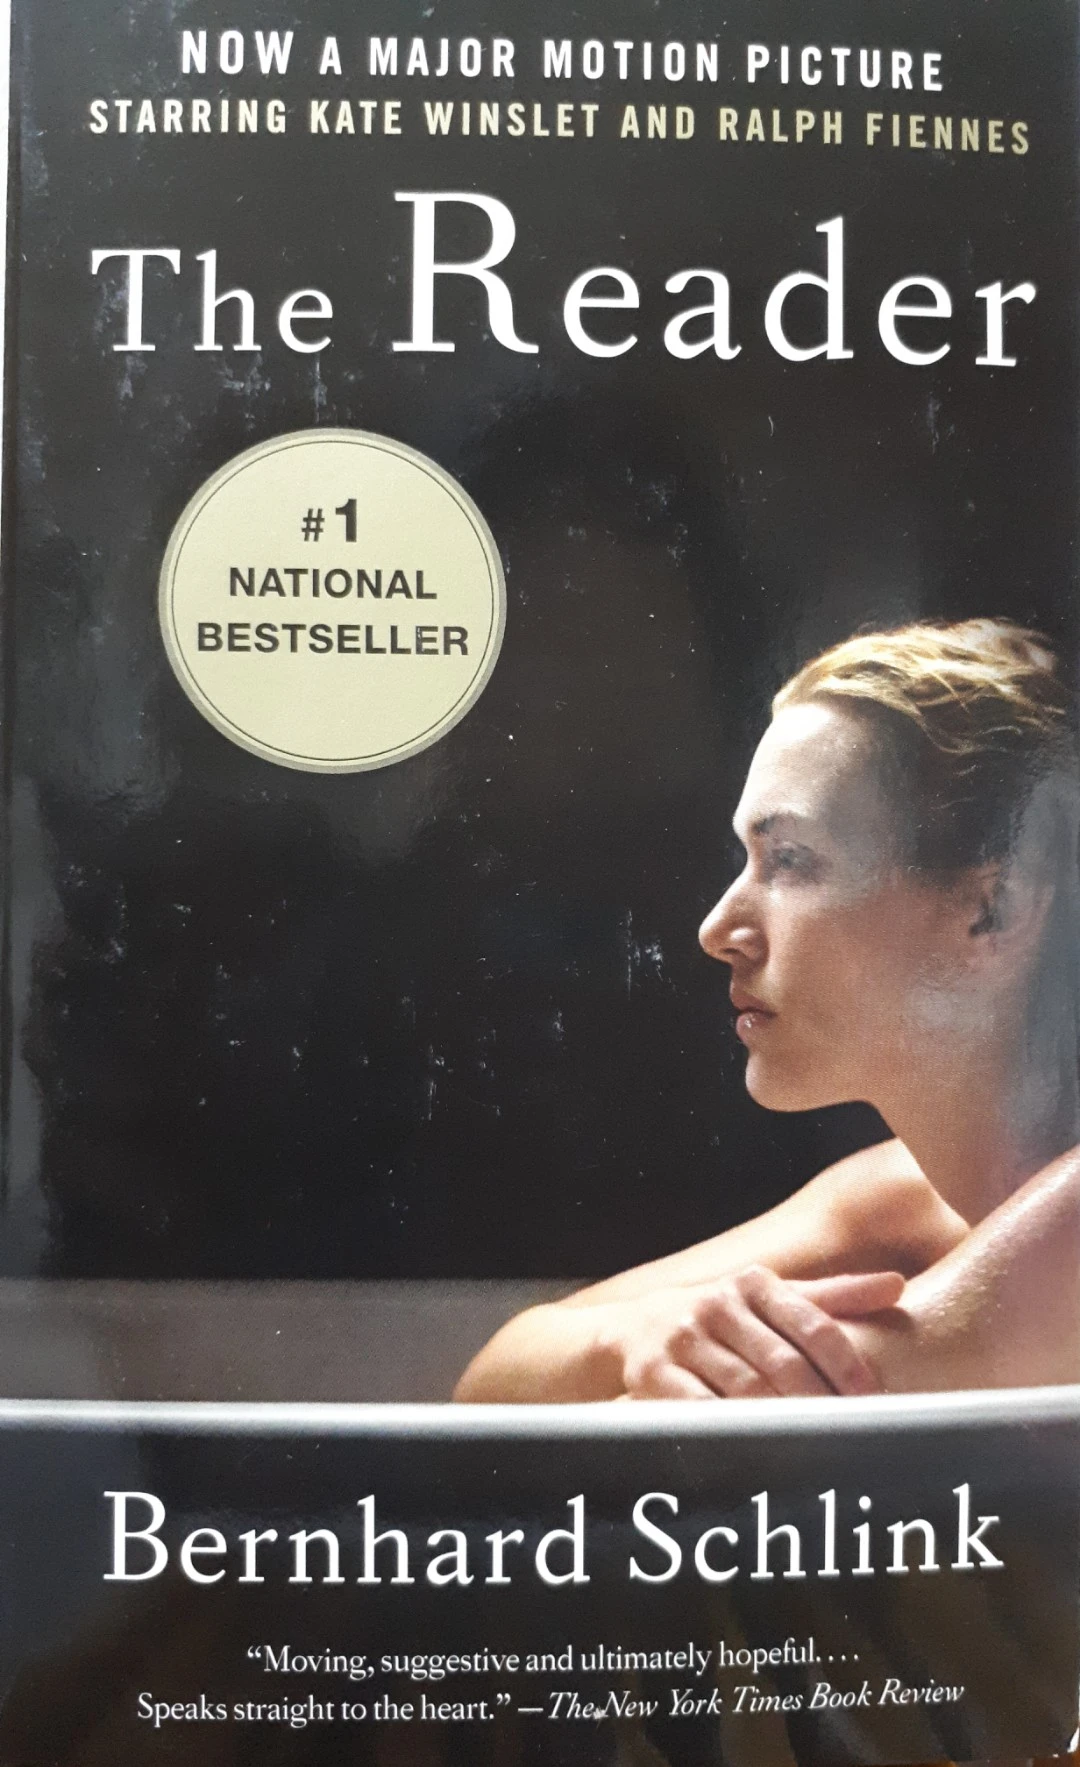 NOW A MAJOR MOTION PICTURE
STARRING KATE WINSLET AND RALPH FIENNES
The Reader
#1
NATIONAL
BESTSELLER
Bernhard Schlink
“Moving, suggestive and ultimately hopeful....
Speaks straight to the heart.” —The New York Times Book Review